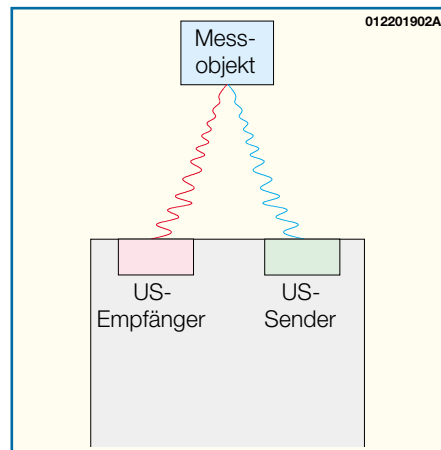 012201902A
Mess-
objekt
US-
Empfänger
US-
Sender